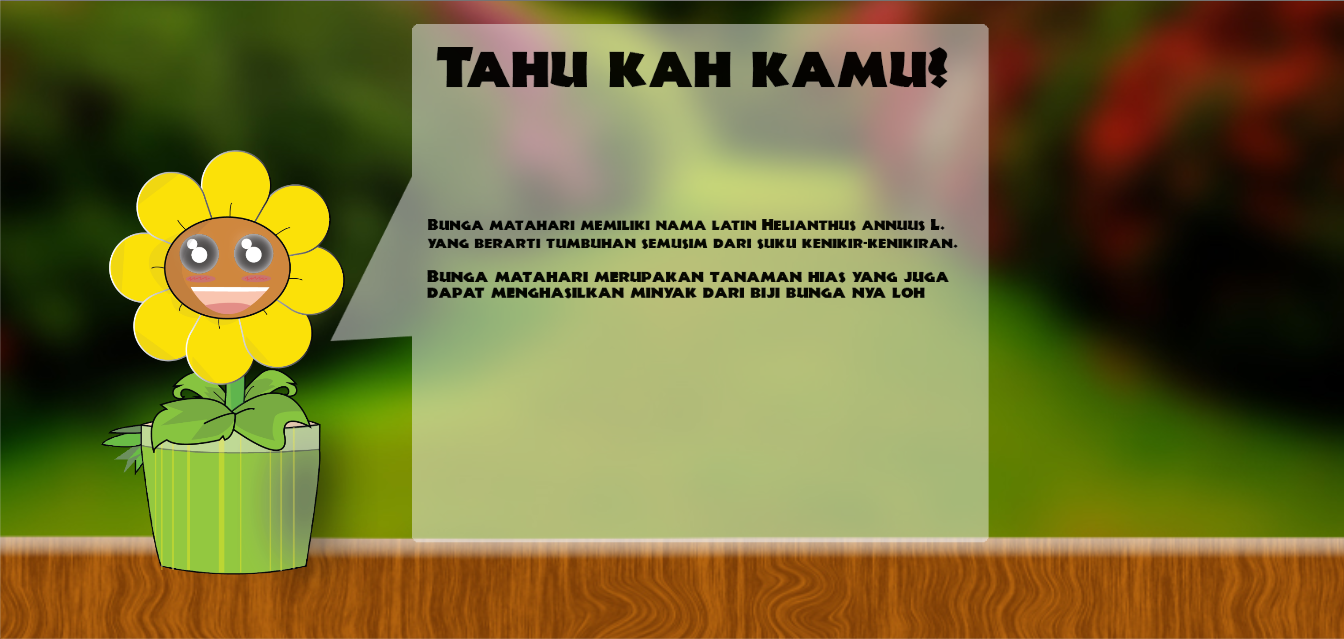 Tahu kah kamu?
Bunga matahari memiliki nama latin Helianthus annuus L.
yang berarti tumbuhan semusim dari suku kenikir-kenikiran.
Bunga matahari merupakan tanaman hias yang juga
dapat menghasilkan minyak dari biji bunga nya loh